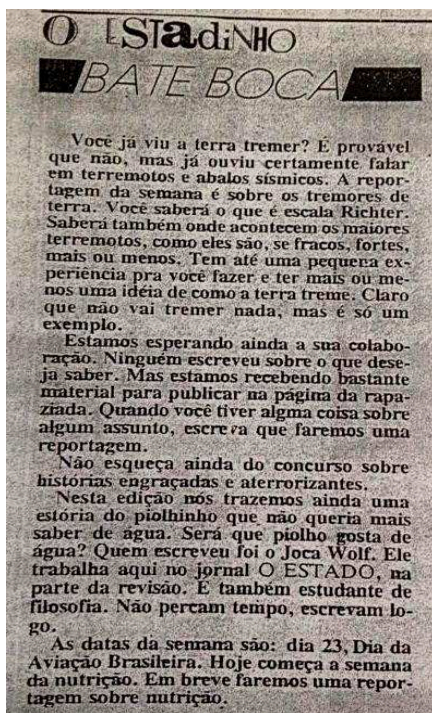 O ESTadiNHO
BATE BOCA
Você já viu a terra tremer? É provável
que não, mas já ouviu certamente falar
em terremotos e abalos sísmicos. A repor-
tagem da semana é sobre os tremores de
terra. Você saberá o que é escala Richter.
Saberá também onde acontecem os maiores
terremotos, como eles são, se fracos, fortes,
mais ou menos. Tem até uma pequena ex-
periência pra você fazer e ter mais ou me-
nos uma idéia de como a terra treme. Claro
que não vai tremer nada, mas é só um
exemplo.
Estamos esperando ainda a sua colabo-
ração. Ninguém escreveu sobre o que dese-
ja saber. Mas estamos recebendo bastante
material para publicar na página da rapa-
ziada. Quando você tiver algma coisa sobre
algum assunto, escreva que faremos uma
reportagem.
Não esqueça ainda do concurso sobre
histórias engraçadas e aterrorizantes.
Nesta edição nós trazemos ainda uma
estória do piolhinho que não queria mais
saber de água. Será que piolho gosta de
água? Quem escreveu foi o Joca Wolf. Ele
trabalha aqui no jornal O ESTADO, na
parte da revisão. É também estudante de
filosofia. Não percam tempo, escrevam lo-
go.
As datas da semana são: dia 23, Dia da
Aviação Brasileira. Hoje começa a semana
da nutrição. Em breve faremos uma repor-
tagem sobre nutrição.